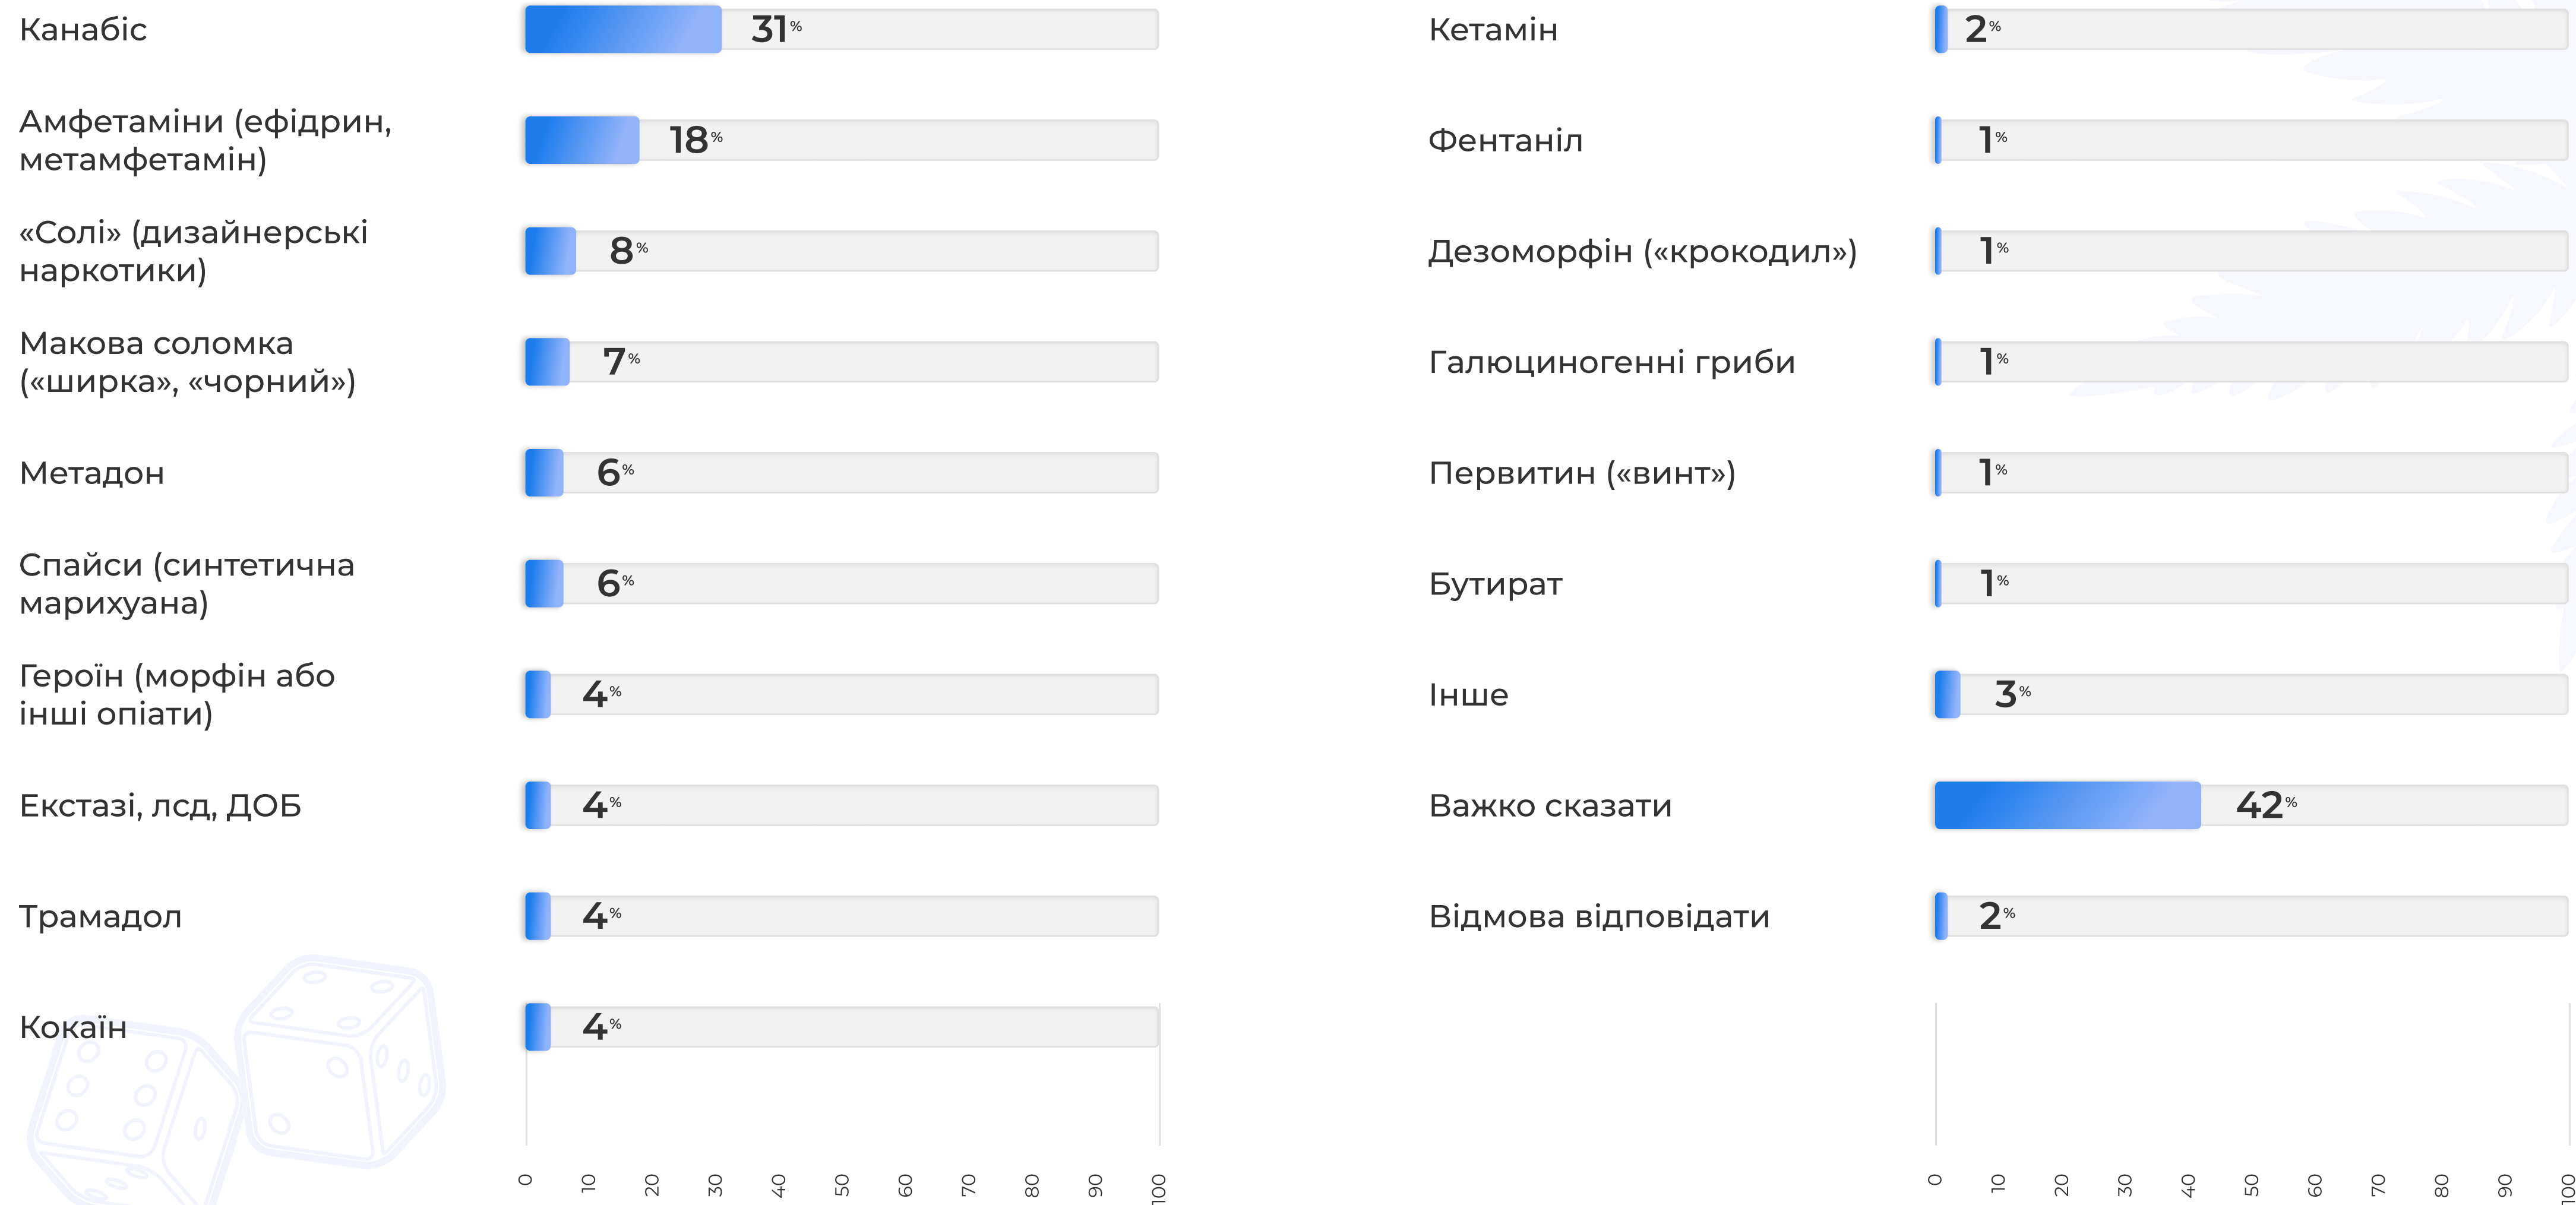 Канабіс
31%
Амфетаміни (ефідрин,
метамфетамін)
18%
«Солі» (дизайнерські
наркотики)
8%
Макова соломка
(«ширка», «чорний»)
7%
Метадон
6%
Спайси (синтетична
марихуана)
6%
Героїн (морфін або
інші опіати)
4%
Екстазі, лсд, ДОБ
4%
Трамадол
4%
Кокаїн
4%
0 10 20 30 40 50 60 70 80 90 100
Кетамін
2%
Фентаніл
1%
Дезоморфін («крокодил»)
1%
Галюциногенні гриби
1%
Первитин («винт»)
1%
Бутират
1%
Інше
3%
Важко сказати
42%
Відмова відповідати
2%
0 10 20 30 40 50 60 70 80 90 100